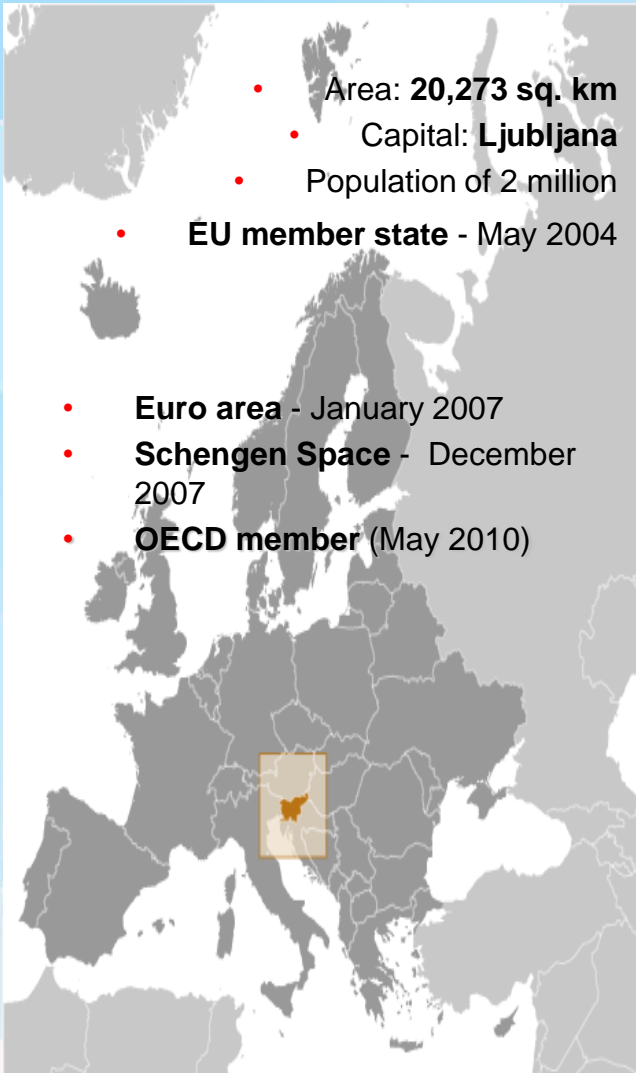 • Area: 20,273 sq. km
• Capital: Ljubljana
• Population of 2 million
• EU member state - May 2004
• Euro area - January 2007
• Schengen Space - December
2007
• OECD member (May 2010)